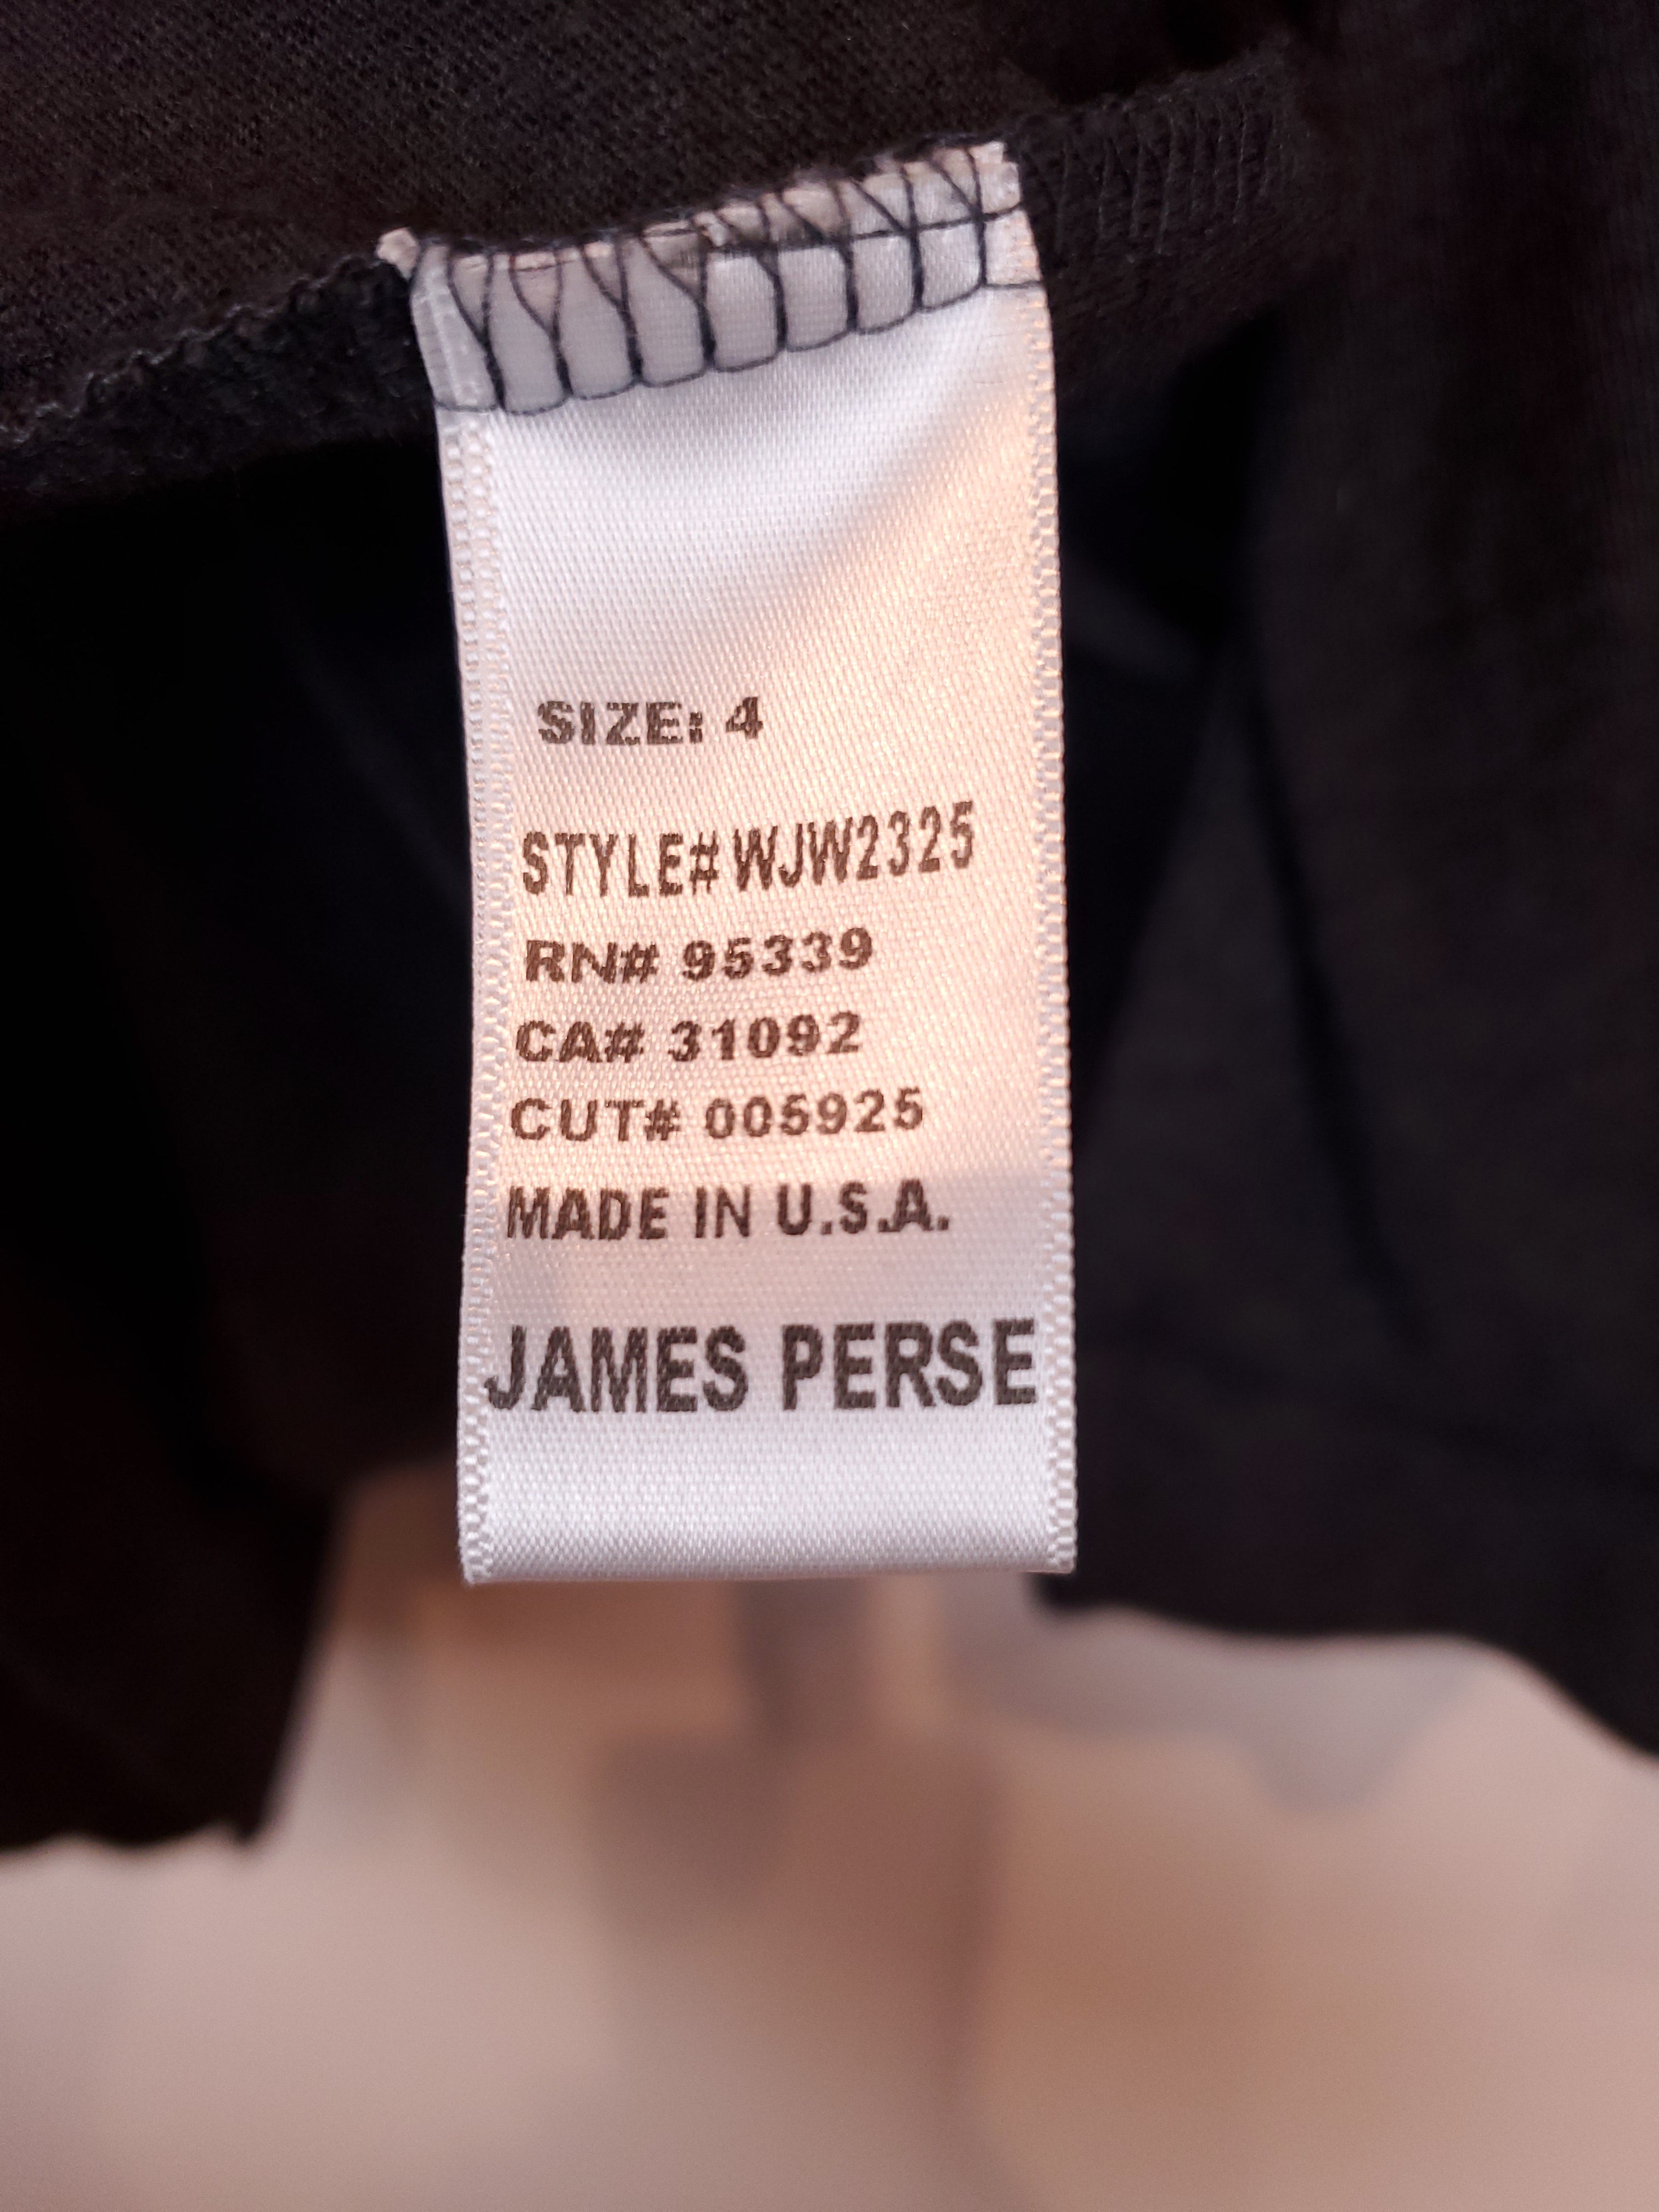 SIZE: 4
STYLE# WJW2325
RN# 95339
CA# 31092
CUT# 005925
MADE IN U.S.A.
JAMES PERSE